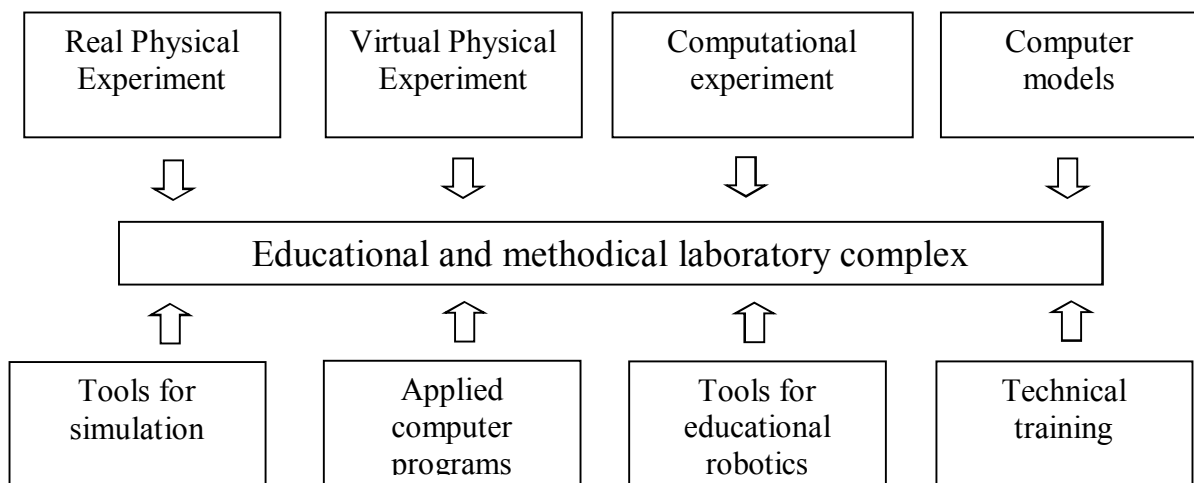 Real Physical
Experiment
Virtual Physical
Experiment
Computational
experiment
Computer
models
Educational and methodical laboratory complex
Tools for
simulation
Applied
computer
programs
Tools for
educational
robotics
Technical
training